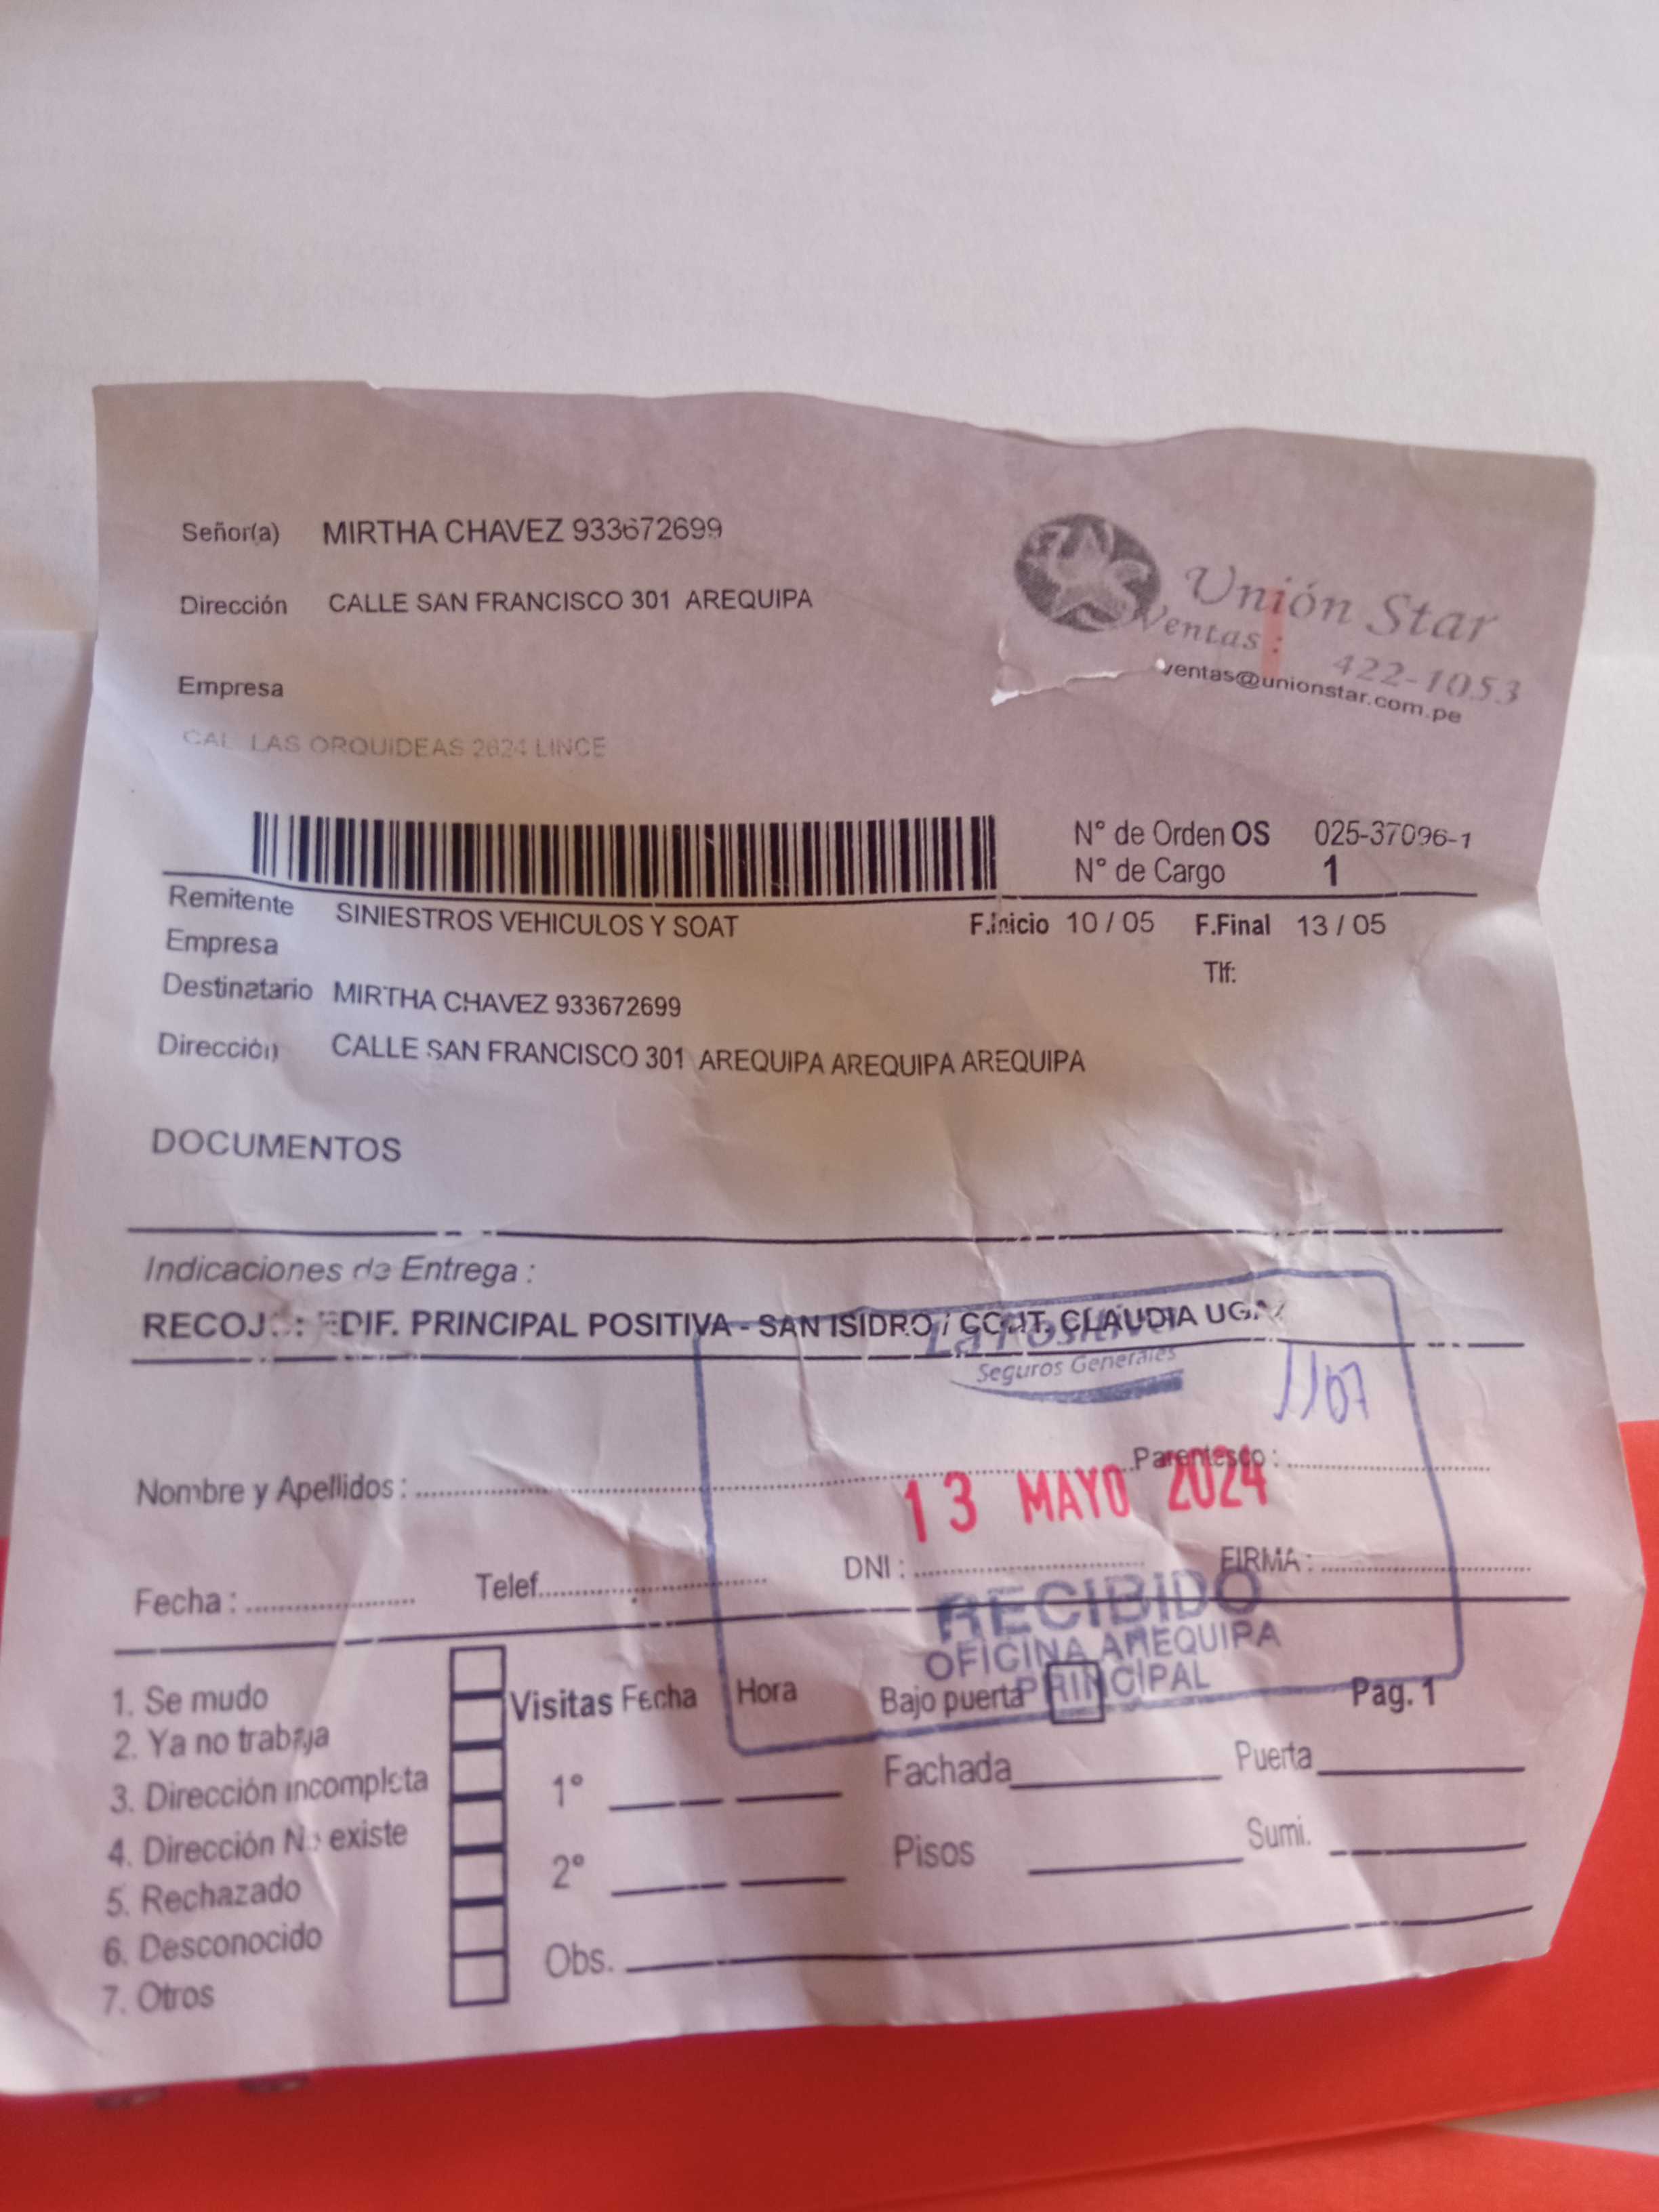 Señor(a) MIRTHA CHAVEZ 933672699
Dirección CALLE SAN FRANCISCO 301 AREQUIPA
Unión Star
Ventas : 422-1053
ventas@unionstar.com.pe
Empresa
CAL LAS ORQUIDEAS 2624 LINCE
N° de Orden OS 025-37096-1
N° de Cargo 1
Remitente SINIESTROS VEHICULOS Y SOAT F.Inicio 10 / 05 F.Final 13 / 05
Empresa
Tlf:
Destinatario MIRTHA CHAVEZ 933672699
Dirección CALLE SAN FRANCISCO 301 AREQUIPA AREQUIPA AREQUIPA
DOCUMENTOS
Indicaciones de Entrega :
EDIF. PRINCIPAL POSITIVA - SAN ISIDRO / CLAUDIA
La Positiva
Seguros Generales
Parentesco :
Nombre y Apellidos :
13 MAYO 2024
Fecha : Telef. DNI : FIRMA :
RECIBIDO
OFICINA AREQUIPA
PRINCIPAL
1. Se mudo
2. Ya no trabaja
3. Dirección incompleta
4. Dirección No existe
5. Rechazado
6. Desconocido
7. Otros
Visitas Fecha Hora
1°
2°
Obs.
Bajo puerta Pag. 1
Fachada Puerta
Pisos Sumi.